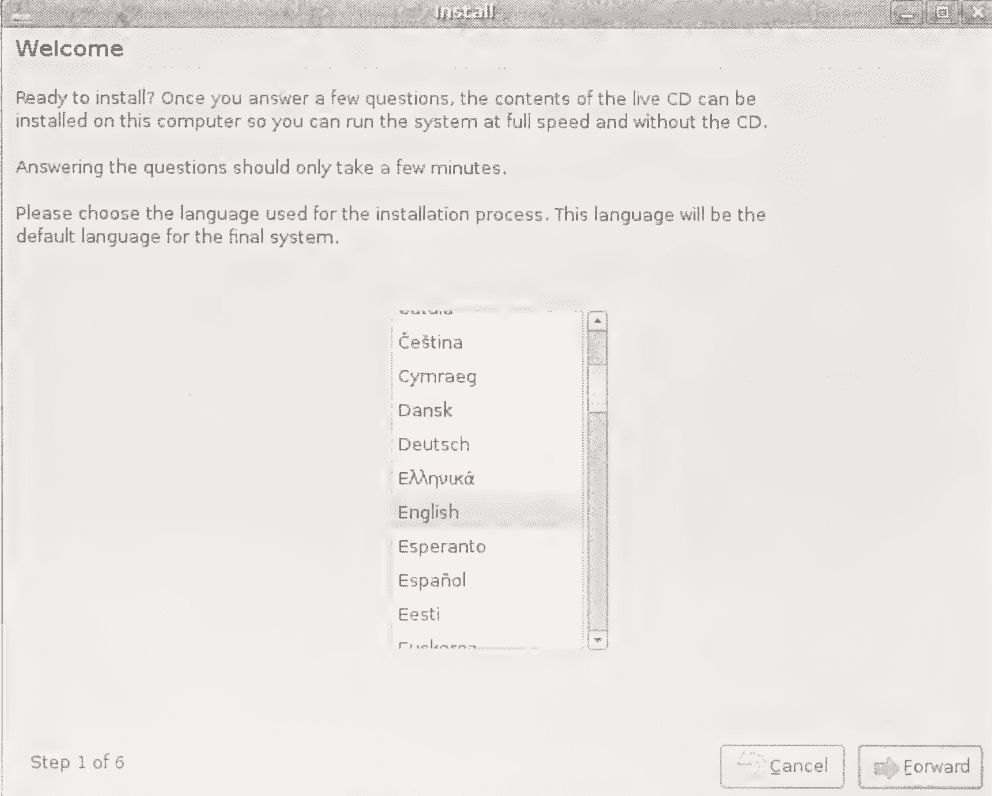 Install
Welcome
Ready to install? Once you answer a few questions, the contents of the live CD can be
installed on this computer so you can run the system at full speed and without the CD.
Answering the questions should only take a few minutes.
Please choose the language used for the installation process. This language will be the
default language for the final system.
Čeština
Cymraeg
Dansk
Deutsch
Ελληνικά
English
Esperanto
Español
Eesti
Step 1 of 6
Cancel
Forward